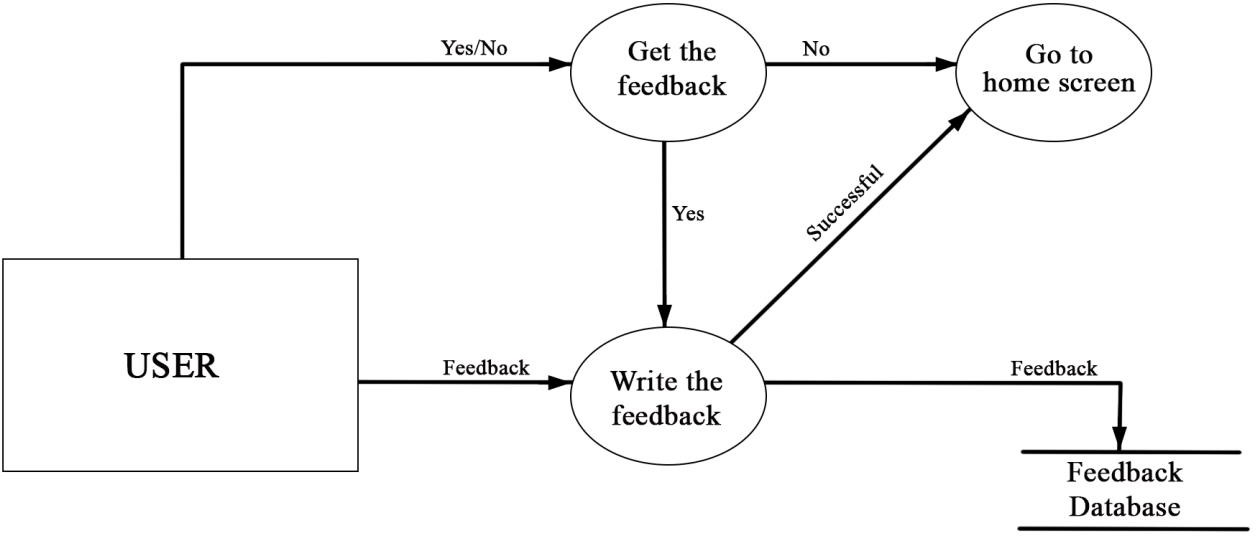 Yes/No
Get the
feedback
No
Go to
home screen
Successful
Yes
USER
Feedback
Write the
feedback
Feedback
Feedback
Database